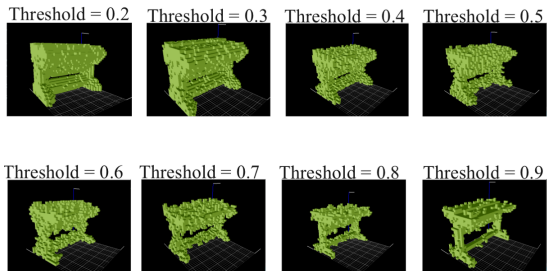 Threshold = 0.2 Threshold = 0.3 Threshold = 0.4 Threshold = 0.5
Threshold = 0.6 Threshold = 0.7 Threshold = 0.8 Threshold = 0.9